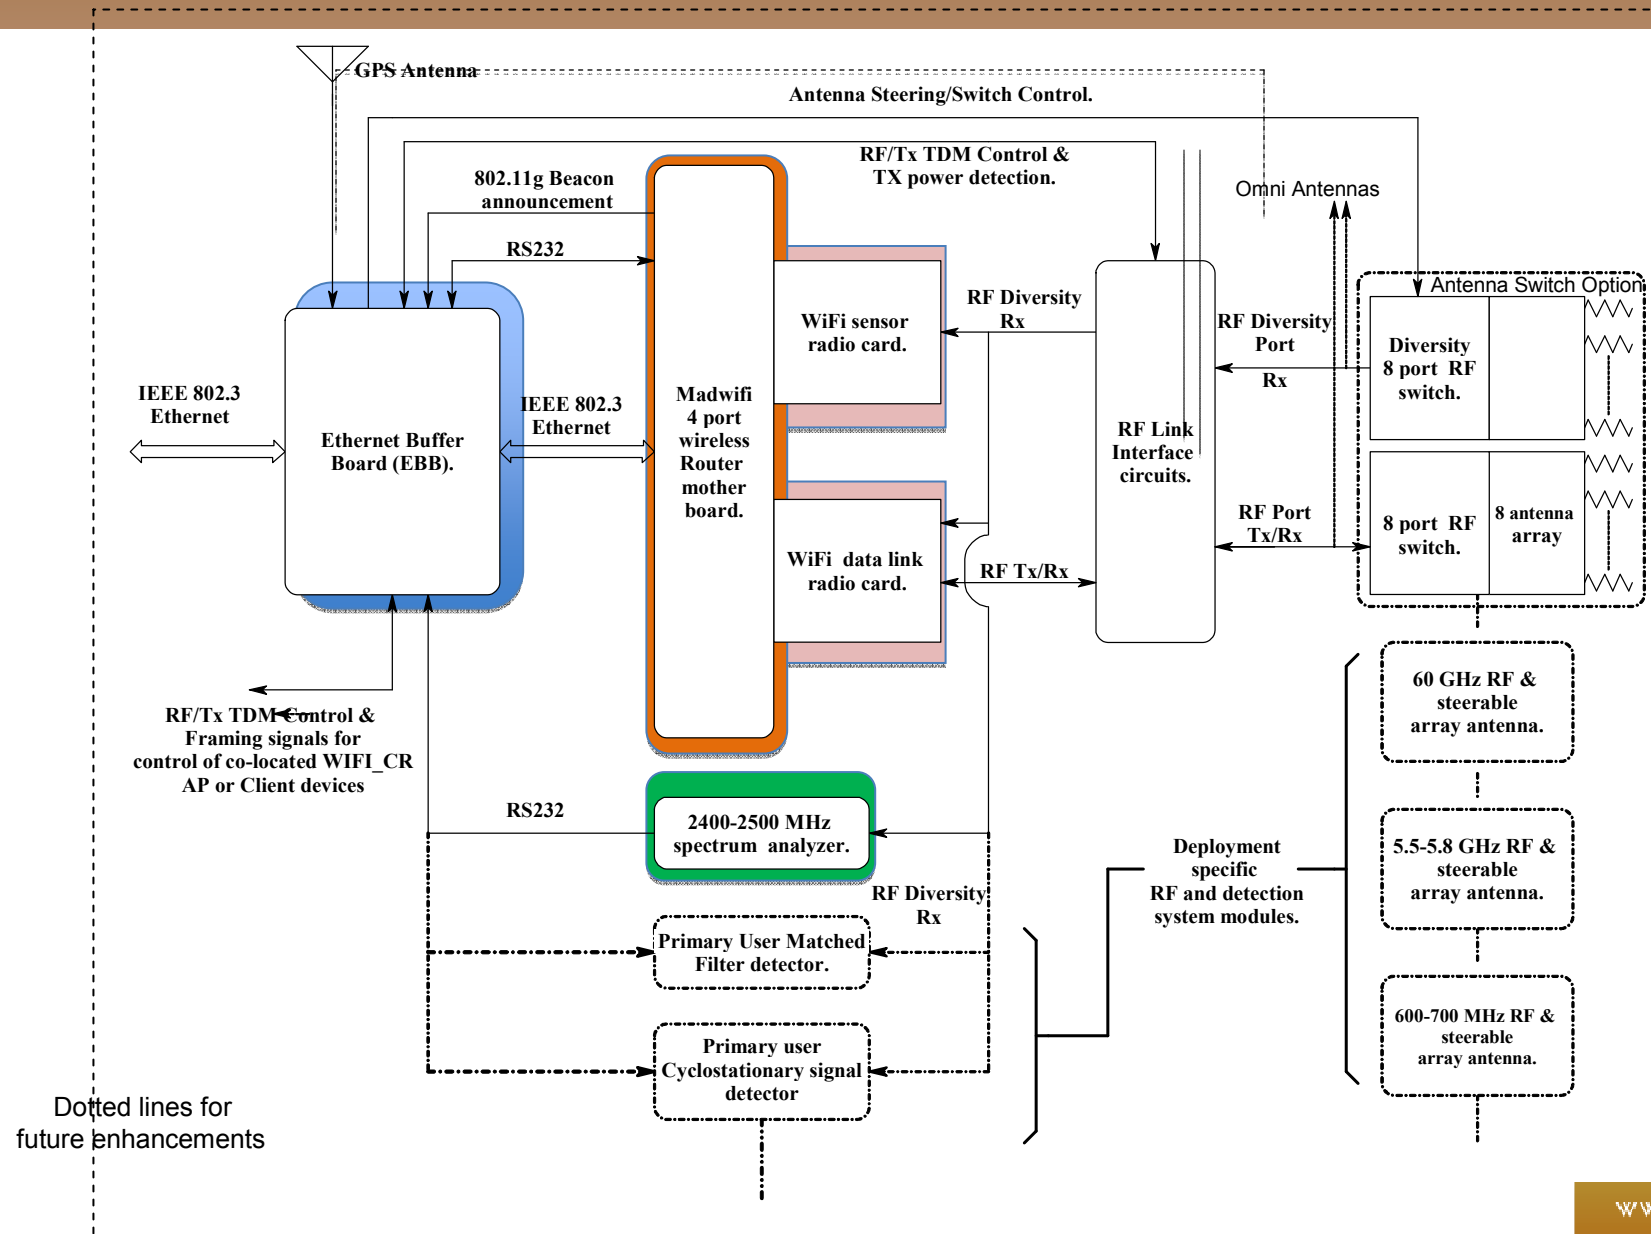 GPS Antenna
Antenna Steering/Switch Control.
RF/Tx TDM Control &
TX power detection.
802.11g Beacon
announcement
Omni Antennas
RS232
Antenna Switch Option
RF Diversity
Rx
WiFi sensor
radio card.
RF Diversity
Port
Rx
Diversity
8 port RF
switch.
IEEE 802.3
Ethernet
IEEE 802.3
Ethernet
Ethernet Buffer
Board (EBB).
Madwifi
4 port
wireless
Router
mother
board.
RF Link
Interface
circuits.
RF Port
Tx/Rx
8 port RF
switch.
8 antenna
array
WiFi data link
radio card.
RF Tx/Rx
RF/Tx TDM Control &
Framing signals for
control of co-located WIFI_CR
AP or Client devices
60 GHz RF &
steerable
array antenna.
RS232
2400-2500 MHz
spectrum analyzer.
Deployment
specific
RF and detection
system modules.
5.5-5.8 GHz RF &
steerable
array antenna.
RF Diversity
Rx
Primary User Matched
Filter detector.
600-700 MHz RF &
steerable
array antenna.
Primary user
Cyclostationary signal
detector
Dotted lines for
future enhancements